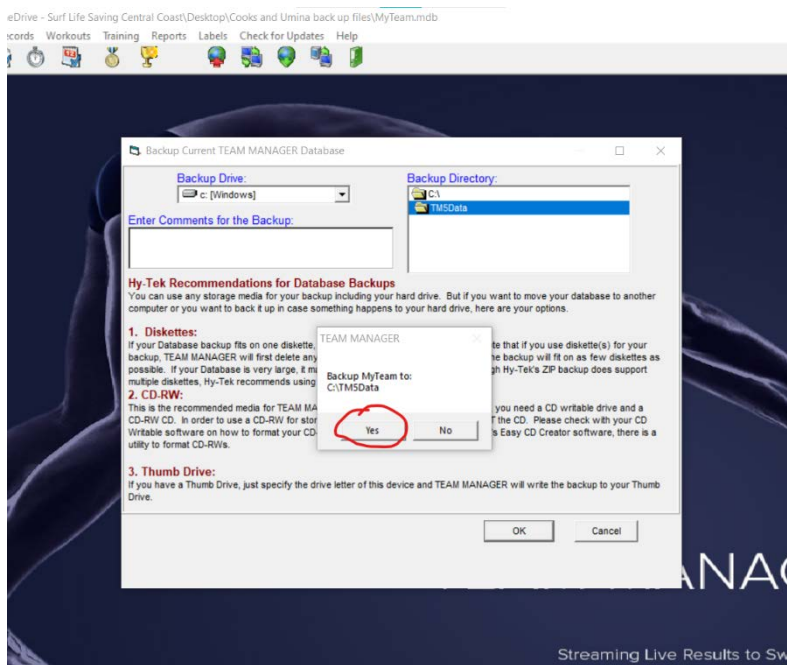 eDrive - Surf Life Saving Central Coast\Desktop\Cooks and Umina back up files\MyTeam.mdb
ecords Workouts Training Reports Labels Check for Updates Help
Backup Current TEAM MANAGER Database
Backup Drive:
c: [Windows]
Backup Directory:
C:\
TM5Data
Enter Comments for the Backup:
Hy-Tek Recommendations for Database Backups
You can use any storage media for your backup including your hard drive. But if you want to move your database to another
computer or you want to back it up in case something happens to your hard drive, here are your options.
1. Diskettes:
If your Database backup fits on one diskette, te that if you use diskette(s) for your
backup, TEAM MANAGER will first delete any he backup will fit on as few diskettes as
possible. If your Database is very large, it ma gh Hy-Tek's ZIP backup does support
multiple diskettes, Hy-Tek recommends using
2. CD-RW:
This is the recommended media for TEAM MA you need a CD writable drive and a
CD-RW CD. In order to use a CD-RW for stor T the CD. Please check with your CD
Writable software on how to format your CD- s Easy CD Creator software, there is a
utility to format CD-RWs.
3. Thumb Drive:
If you have a Thumb Drive, just specify the drive letter of this device and TEAM MANAGER will write the backup to your Thumb
Drive.
TEAM MANAGER
Backup MyTeam to:
C:\TM5Data
Yes No
OK Cancel
NAG
Streaming Live Results to Sw